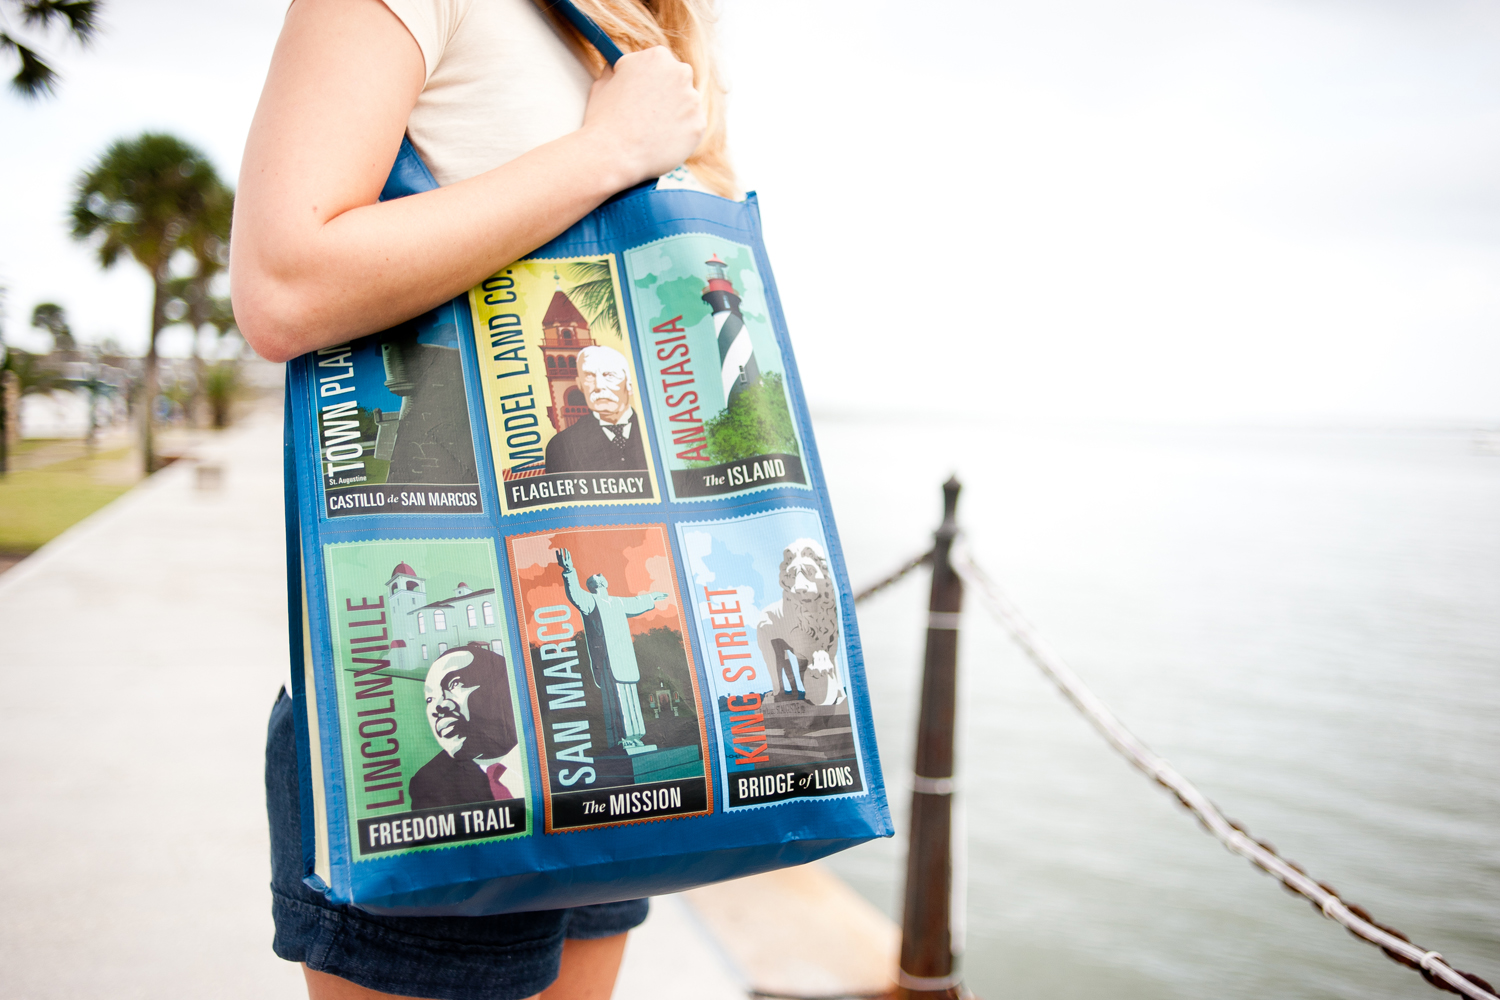 TOWN PLAN
St. Augustine
CASTILLO de SAN MARCOS
MODEL LAND CO.
FLAGLER'S LEGACY
ANASTASIA
The ISLAND
LINCOLNVILLE
FREEDOM TRAIL
SAN MARCO
The MISSION
KING STREET
BRIDGE of LIONS